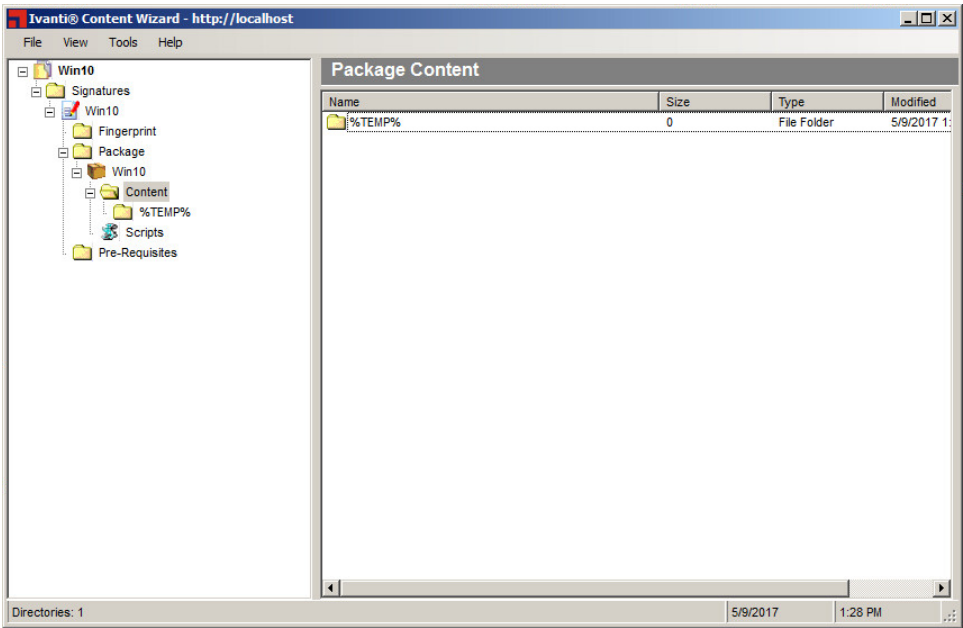 Ivanti® Content Wizard - http://localhost
File View Tools Help
Win10
Signatures
Win10
Fingerprint
Package
Win10
Content
%TEMP%
Scripts
Pre-Requisites
Package Content
Name Size Type Modified
%TEMP% 0 File Folder 5/9/2017 1:
Directories: 1 5/9/2017 1:28 PM